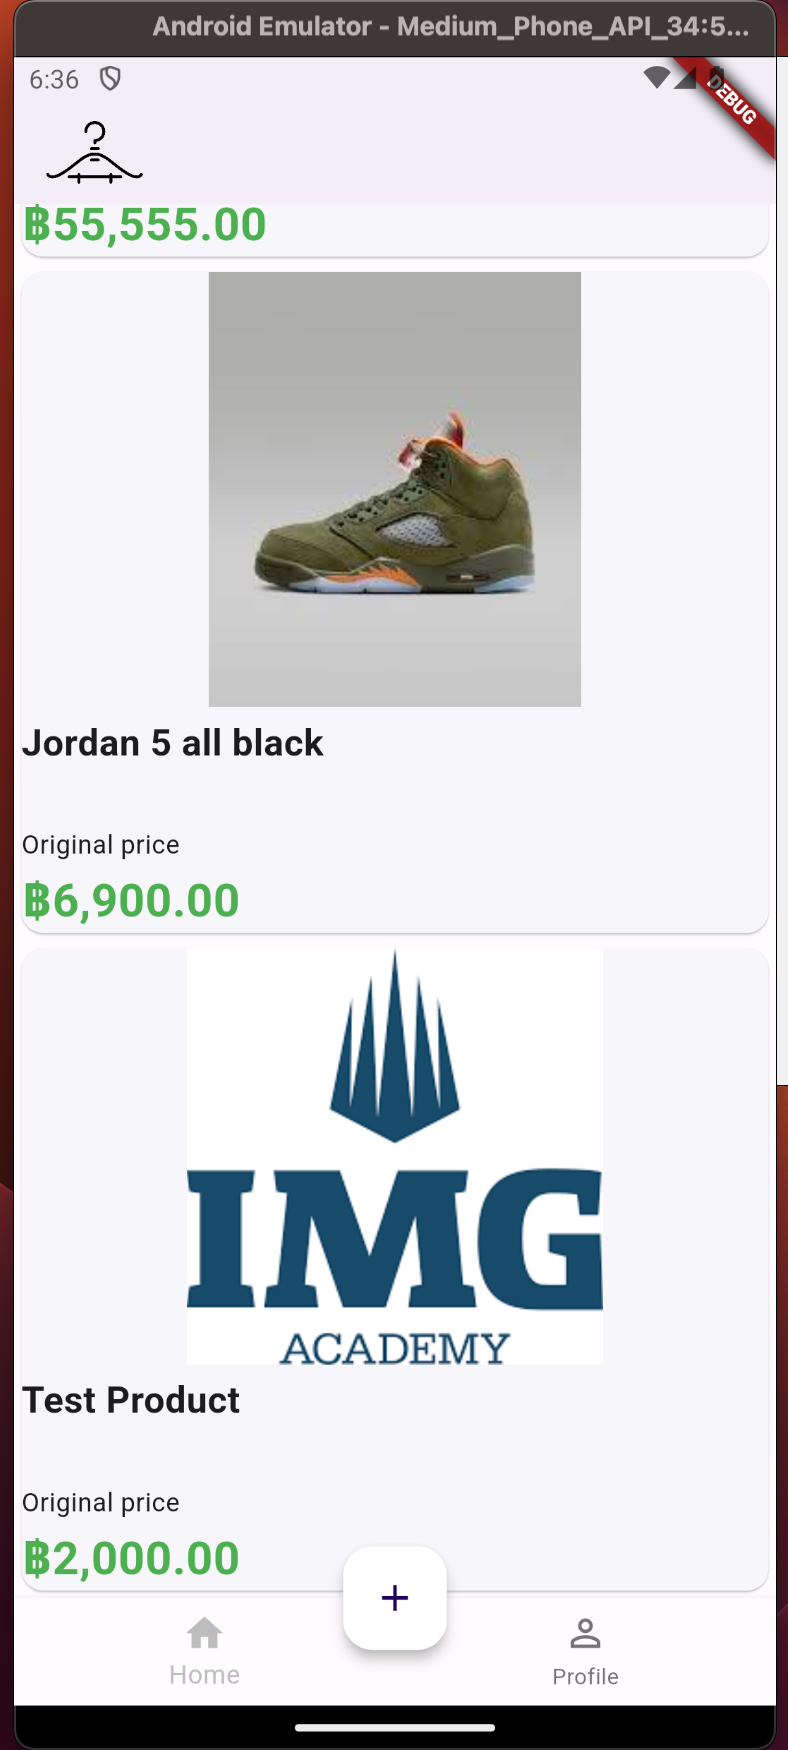 Android Emulator - Medium_Phone_API_34:5...
6:36
DEBUG
฿55,555.00
Jordan 5 all black
Original price
฿6,900.00
IMG
ACADEMY
Test Product
Original price
฿2,000.00
+
Home
Profile